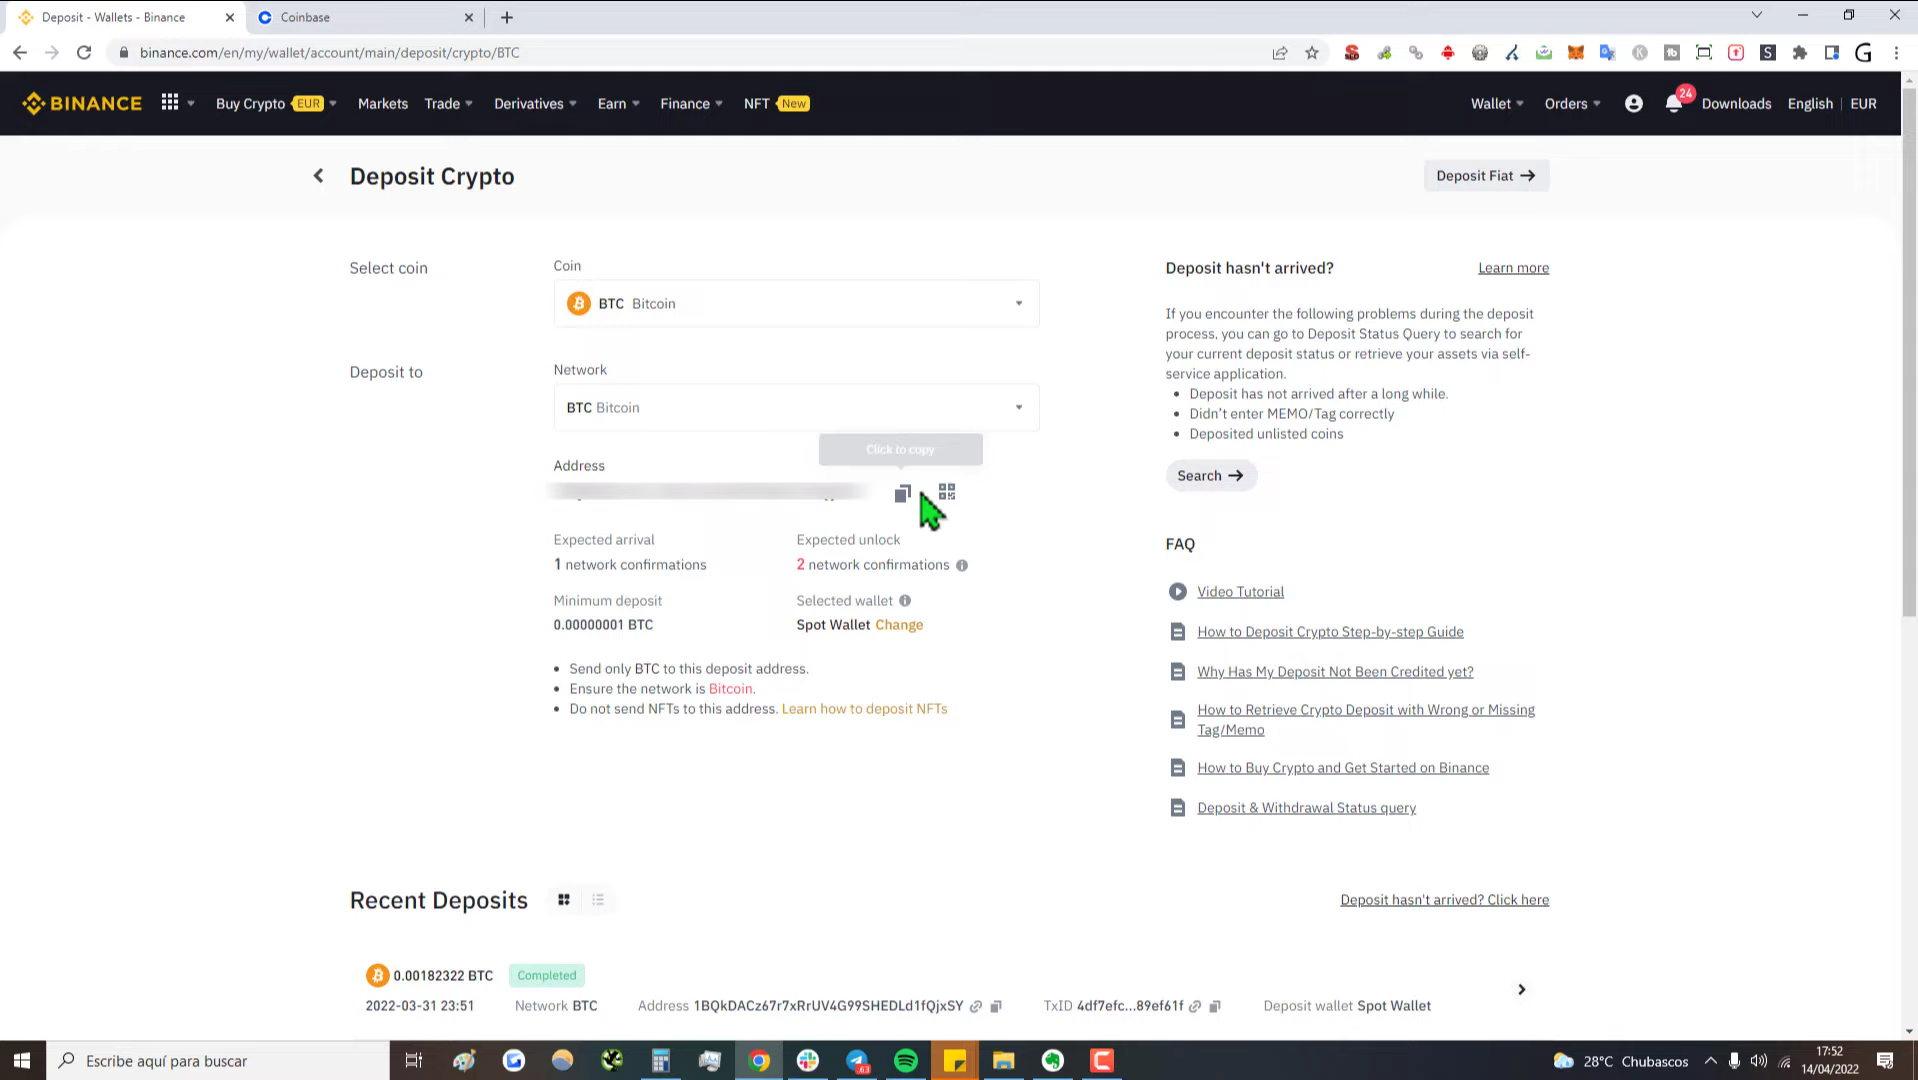 Deposit - Wallets - Binance
Coinbase
binance.com/en/my/wallet/account/main/deposit/crypto/BTC
BINANCE Buy Crypto EUR Markets Trade Derivatives Earn Finance NFT New Wallet Orders 24 Downloads English EUR
Deposit Crypto
Deposit Fiat
Select coin
Coin
BTC Bitcoin
Deposit to
Network
BTC Bitcoin
Click to copy
Address
Expected arrival
1 network confirmations
Expected unlock
2 network confirmations
Minimum deposit
0.00000001 BTC
Selected wallet
Spot Wallet Change
Send only BTC to this deposit address.
Ensure the network is Bitcoin.
Do not send NFTs to this address. Learn how to deposit NFTs
Deposit hasn't arrived?
Learn more
If you encounter the following problems during the deposit
process, you can go to Deposit Status Query to search for
your current deposit status or retrieve your assets via self-
service application.
Deposit has not arrived after a long while.
Didn't enter MEMO/Tag correctly
Deposited unlisted coins
Search
FAQ
Video Tutorial
How to Deposit Crypto Step-by-step Guide
Why Has My Deposit Not Been Credited yet?
How to Retrieve Crypto Deposit with Wrong or Missing
Tag/Memo
How to Buy Crypto and Get Started on Binance
Deposit & Withdrawal Status query
Recent Deposits
Deposit hasn't arrived? Click here
0.00182322 BTC Completed
2022-03-31 23:51 Network BTC Address 1BQkDACz67r7xRrUV4G99SHEDLd1fQjxSY TxID 4df7efc...89ef61f Deposit wallet Spot Wallet
Escribe aquí para buscar
63
28°C Chubascos
17:52
14/04/2022